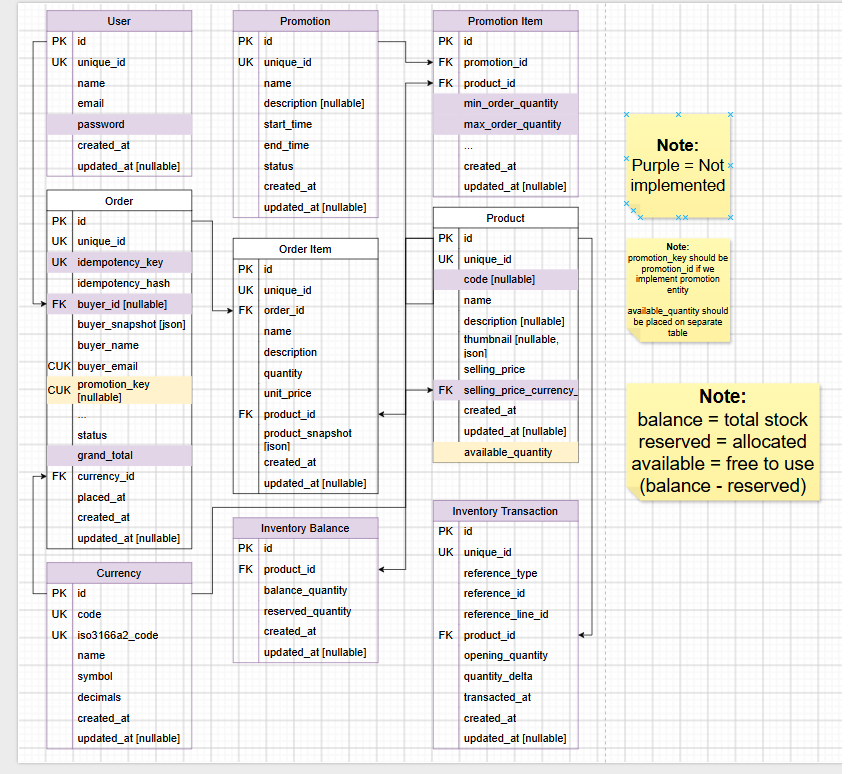 User
PK id
UK unique_id
name
email
password
created_at
updated_at [nullable]
Promotion
PK id
UK unique_id
name
description [nullable]
start_time
end_time
status
created_at
updated_at [nullable]
Promotion Item
PK id
FK promotion_id
FK product_id
min_order_quantity
max_order_quantity
...
created_at
updated_at [nullable]
Order
PK id
UK unique_id
UK idempotency_key
idempotency_hash
FK buyer_id [nullable]
buyer_snapshot [json]
buyer_name
CUK buyer_email
CUK promotion_key
[nullable]
...
status
grand_total
FK currency_id
placed_at
created_at
updated_at [nullable]
Order Item
PK id
UK unique_id
FK order_id
name
description
quantity
unit_price
FK product_id
product_snapshot
[json]
created_at
updated_at [nullable]
Product
PK id
UK unique_id
code [nullable]
name
description [nullable]
thumbnail [nullable,
json]
selling_price
FK selling_price_currency_
created_at
updated_at [nullable]
available_quantity
Currency
PK id
UK code
UK iso3166a2_code
name
symbol
decimals
created_at
updated_at [nullable]
Inventory Balance
PK id
FK product_id
balance_quantity
reserved_quantity
created_at
updated_at [nullable]
Inventory Transaction
PK id
UK unique_id
reference_type
reference_id
reference_line_id
FK product_id
opening_quantity
quantity_delta
transacted_at
created_at
updated_at [nullable]
Note:
Purple = Not
implemented
Note:
promotion_key should be
promotion_id if we
implement promotion
entity
available_quantity should
be placed on separate
table
Note:
balance = total stock
reserved = allocated
available = free to use
(balance - reserved)